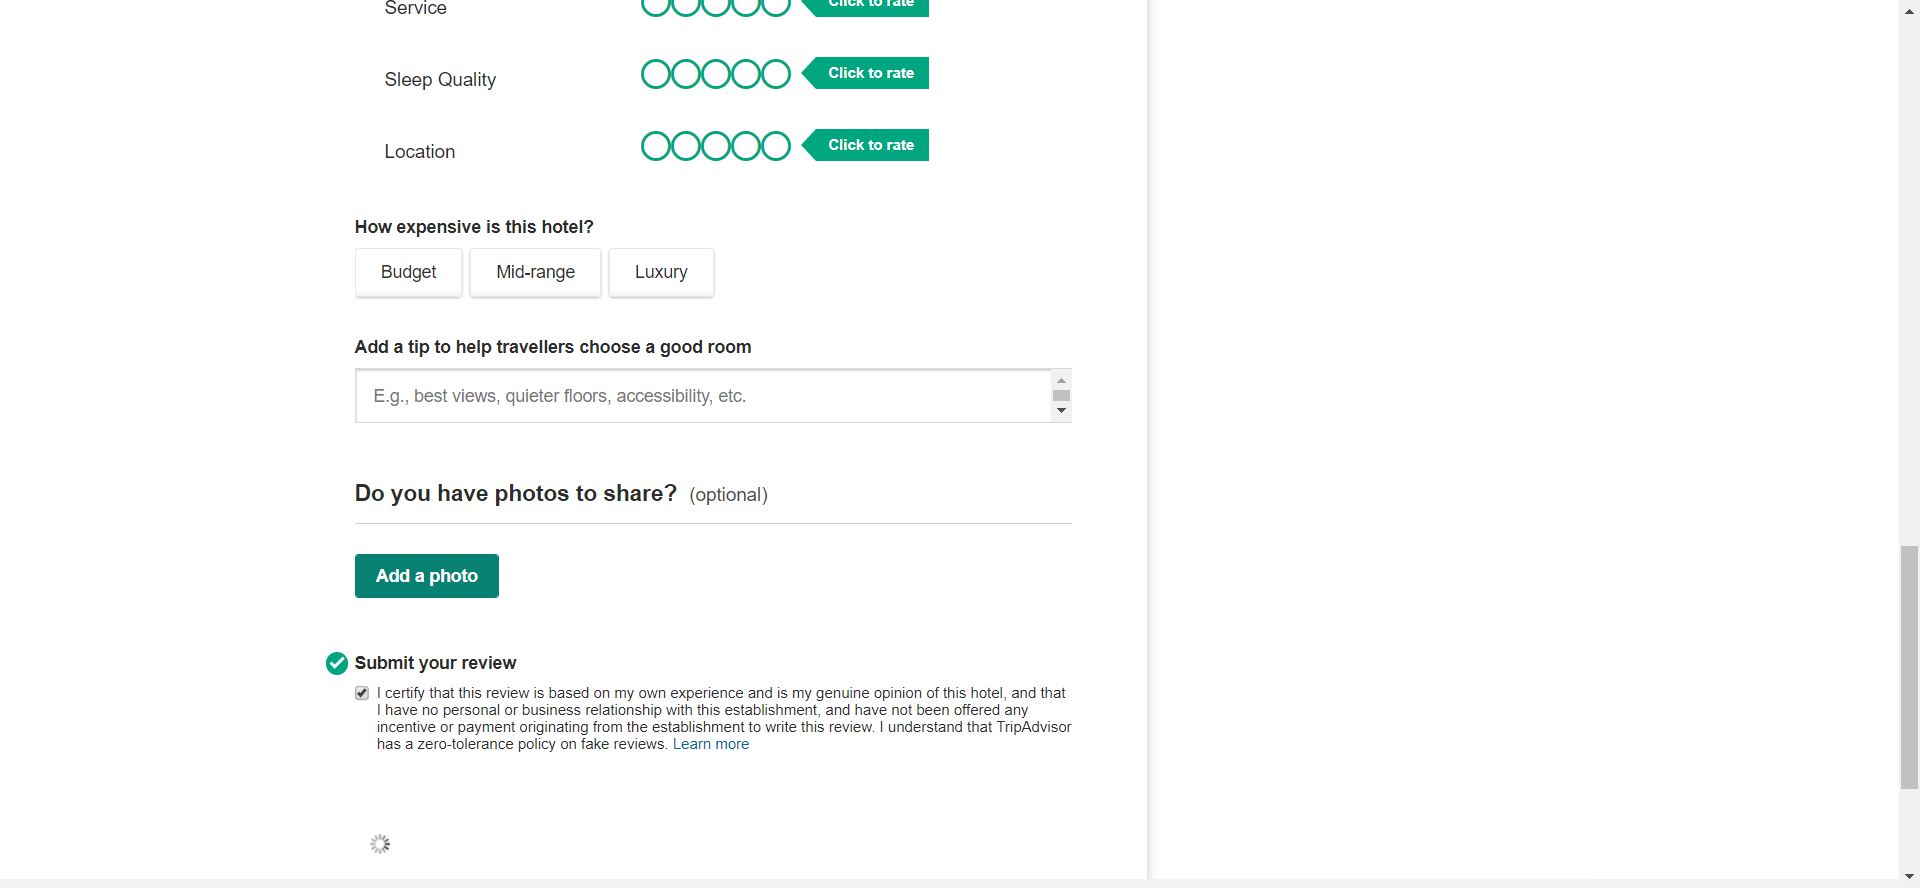 Service Click to rate
Sleep Quality Click to rate
Location Click to rate
How expensive is this hotel?
Budget Mid-range Luxury
Add a tip to help travellers choose a good room
E.g., best views, quieter floors, accessibility, etc.
Do you have photos to share? (optional)
Add a photo
Submit your review
I certify that this review is based on my own experience and is my genuine opinion of this hotel, and that
I have no personal or business relationship with this establishment, and have not been offered any
incentive or payment originating from the establishment to write this review. I understand that TripAdvisor
has a zero-tolerance policy on fake reviews. Learn more